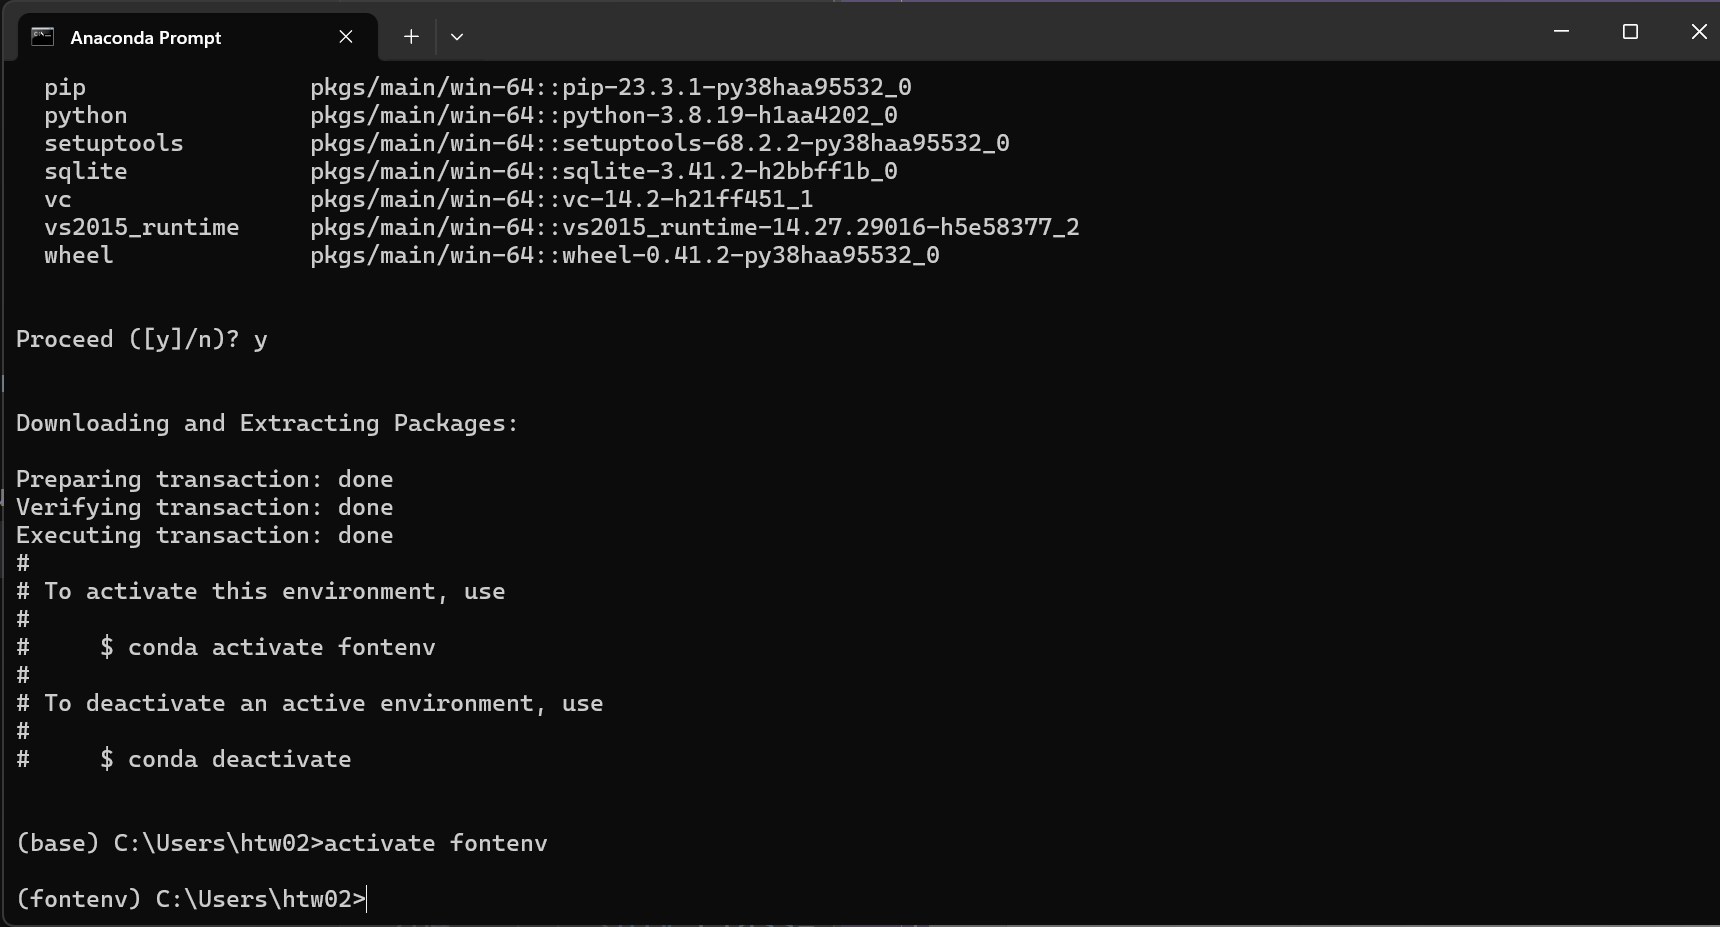 Anaconda Prompt
pip pkgs/main/win-64::pip-23.3.1-py38haa95532_0
python pkgs/main/win-64::python-3.8.19-h1aa4202_0
setuptools pkgs/main/win-64::setuptools-68.2.2-py38haa95532_0
sqlite pkgs/main/win-64::sqlite-3.41.2-h2bbff1b_0
vc pkgs/main/win-64::vc-14.2-h21ff451_1
vs2015_runtime pkgs/main/win-64::vs2015_runtime-14.27.29016-h5e58377_2
wheel pkgs/main/win-64::wheel-0.41.2-py38haa95532_0
Proceed ([y]/n)? y
Downloading and Extracting Packages:
Preparing transaction: done
Verifying transaction: done
Executing transaction: done
#
# To activate this environment, use
#
# $ conda activate fontenv
#
# To deactivate an active environment, use
#
# $ conda deactivate
(base) C:\Users\htw02>activate fontenv
(fontenv) C:\Users\htw02>